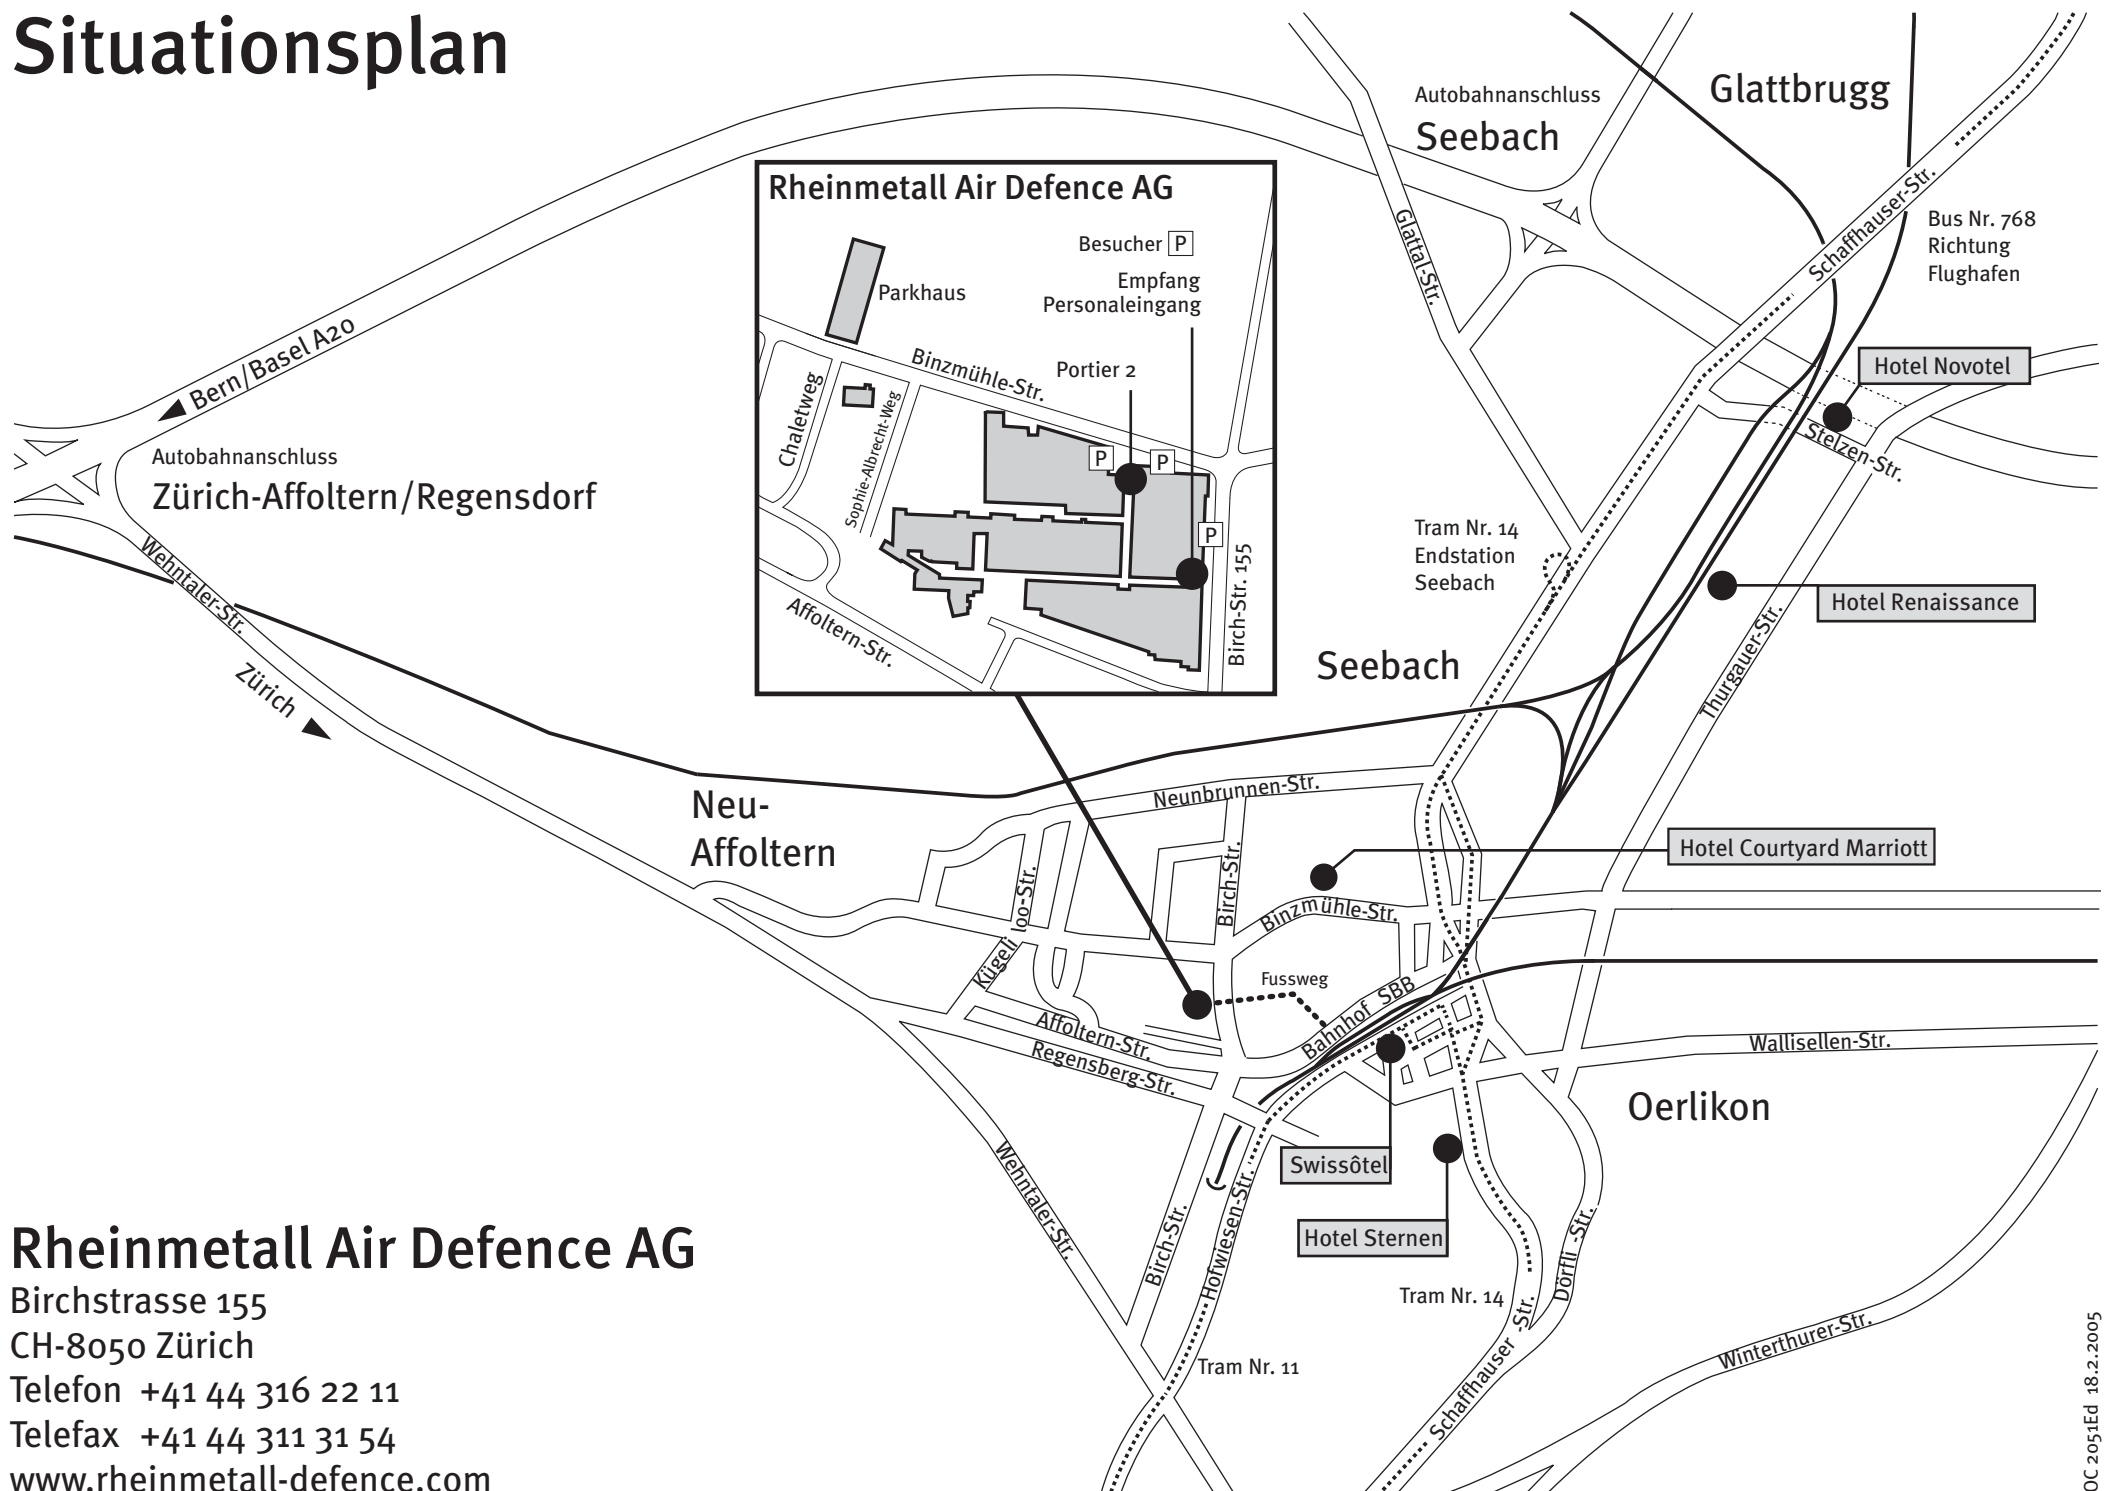 Situationsplan
Autobahnanschluss
Seebach
Glattbrugg
Rheinmetall Air Defence AG
Besucher P
Empfang
Personaleingang
Parkhaus
Portier 2
Binzmühle-Str.
Chaletweg
Sophie-Albrecht-Weg
P
P
P
Birch-Str. 155
Affoltern-Str.
Glattal-Str.
Schaffhauser-Str.
Bus Nr. 768
Richtung
Flughafen
Bern/Basel A20
Hotel Novotel
Stelzen-Str.
Autobahnanschluss
Zürich-Affoltern/Regensdorf
Wehntaler-Str.
Zürich
Tram Nr. 14
Endstation
Seebach
Hotel Renaissance
Seebach
Thurgauer-Str.
Neu-
Affoltern
Neunbrunnen-Str.
Hotel Courtyard Marriott
Birch-Str.
Binzmühle-Str.
Kügeli loo-Str.
Fussweg
Bahnhof SBB
Affoltern-Str.
Regensberg-Str.
Wallisellen-Str.
Oerlikon
Swissôtel
Hotel Sternen
Wehntaler-Str.
Birch-Str.
Hofwiesen-Str.
Dörfli -Str.
Tram Nr. 14
Schaffhauser -Str.
Tram Nr. 11
Winterthurer-Str.
Rheinmetall Air Defence AG
Birchstrasse 155
CH-8050 Zürich
Telefon +41 44 316 22 11
Telefax +41 44 311 31 54
www.rheinmetall-defence.com
OC 2051Ed 18.2.2005